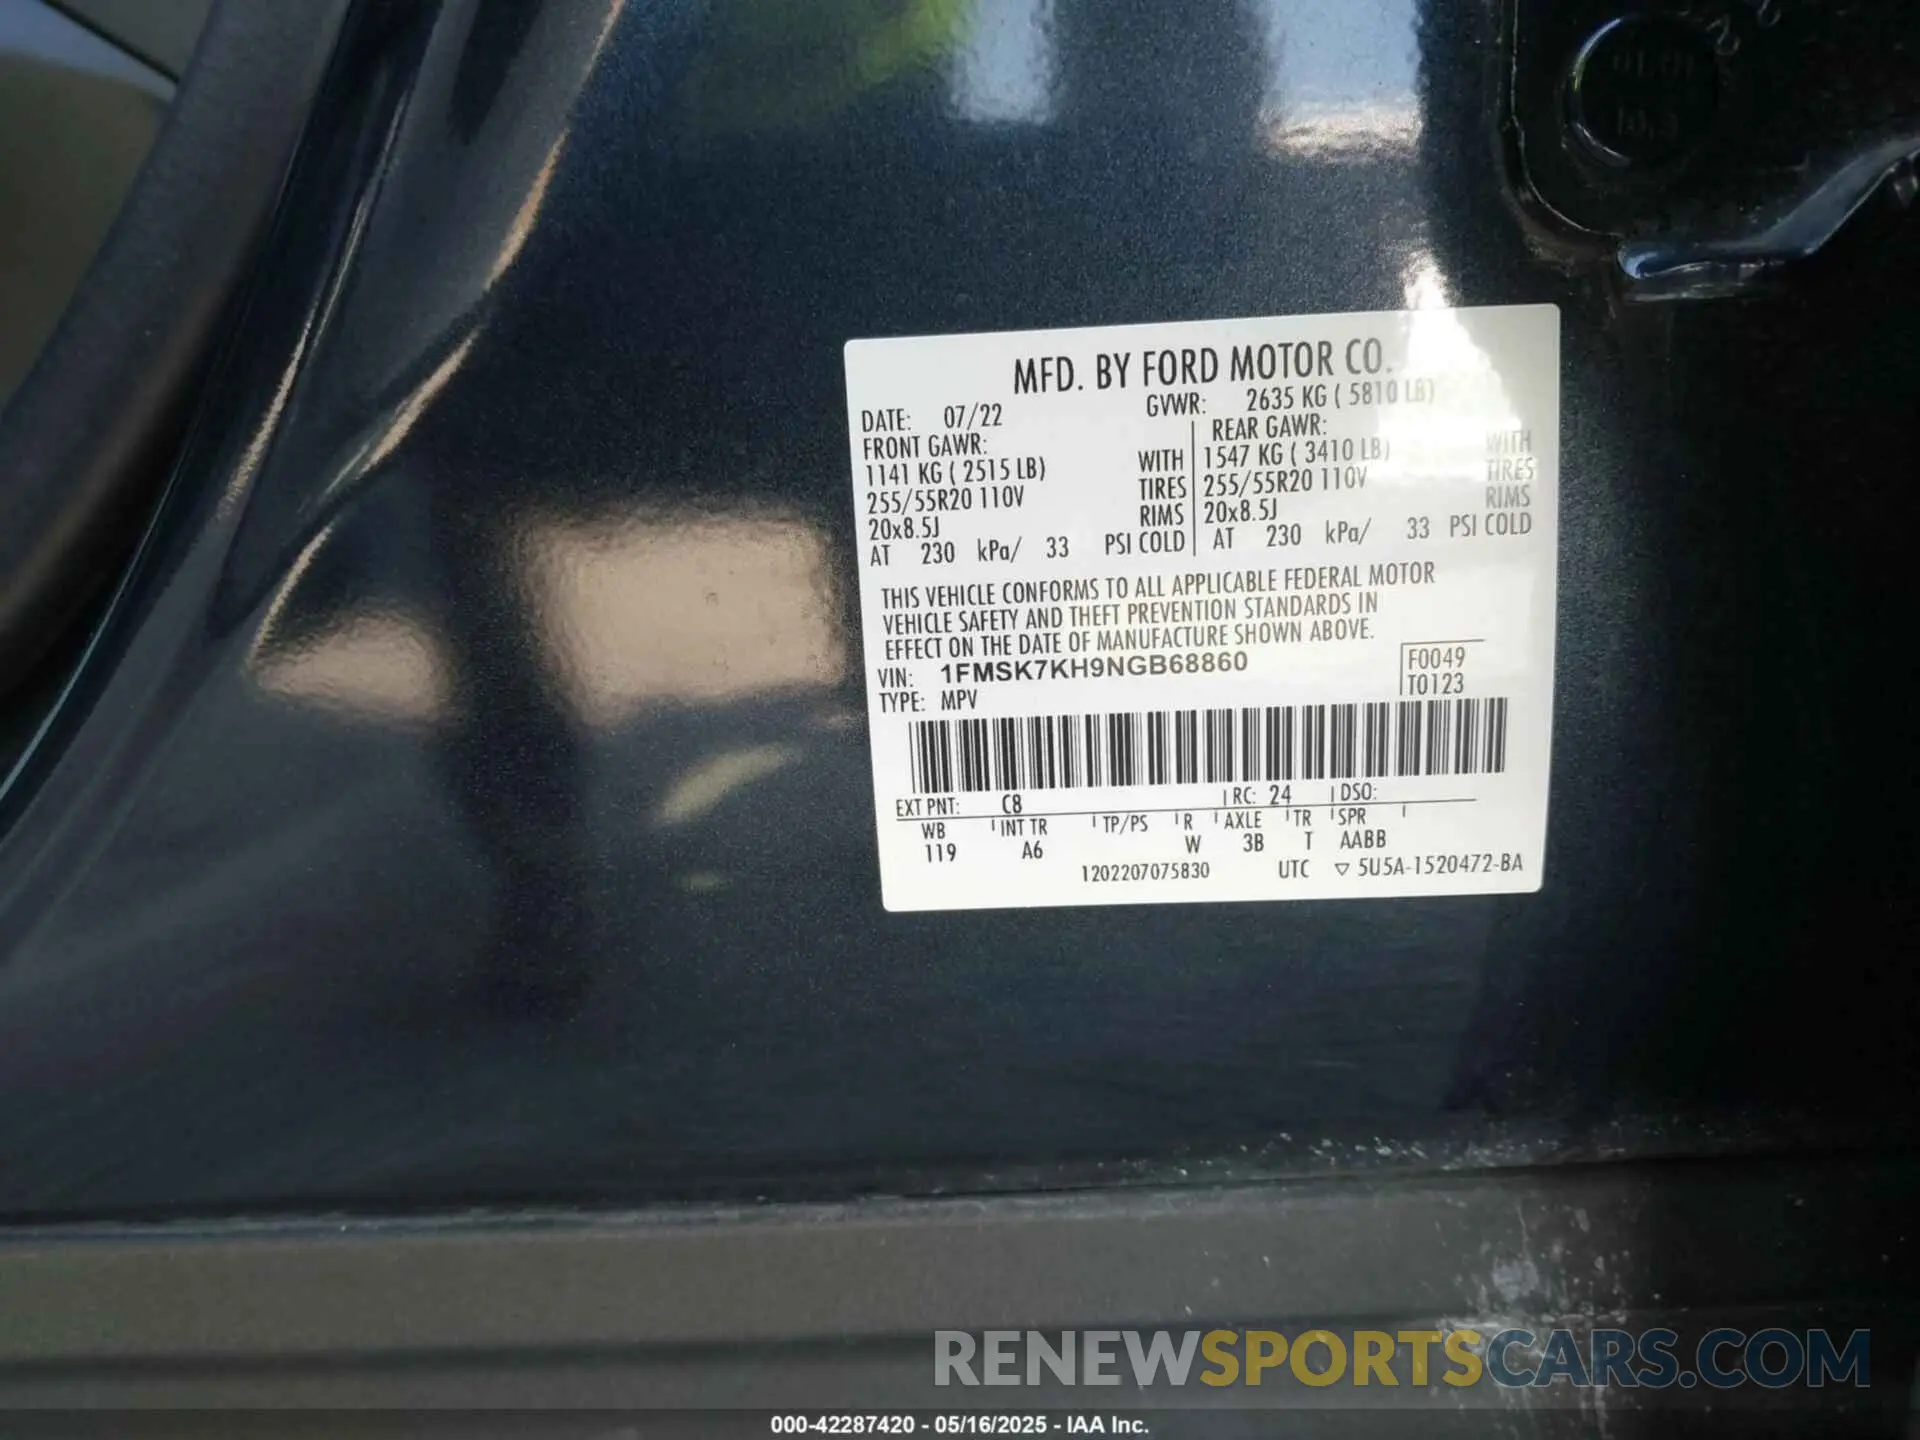 MFD. BY FORD MOTOR CO.
DATE: 07/22 GVWR: 2635 KG ( 5810 LB)
FRONT GAWR: REAR GAWR:
1141 KG ( 2515 LB) WITH 1547 KG ( 3410 LB) WITH
255/55R20 110V TIRES 255/55R20 110V TIRES
20x8.5J RIMS 20x8.5J RIMS
AT 230 kPa/ 33 PSI COLD AT 230 kPa/ 33 PSI COLD
THIS VEHICLE CONFORMS TO ALL APPLICABLE FEDERAL MOTOR
VEHICLE SAFETY AND THEFT PREVENTION STANDARDS IN
EFFECT ON THE DATE OF MANUFACTURE SHOWN ABOVE.
VIN: 1FMSK7KH9NGB68860 F0049
TYPE: MPV T0123
EXT PNT: C8 RC: 24 DSO:
WB INT TR TP/PS R AXLE TR SPR
119 A6 W 3B T AABB
1202207075830 UTC ▽ 5U5A-1520472-BA
RENEWSPORTSCARS.COM
000-42287420 - 05/16/2025 - IAA Inc.